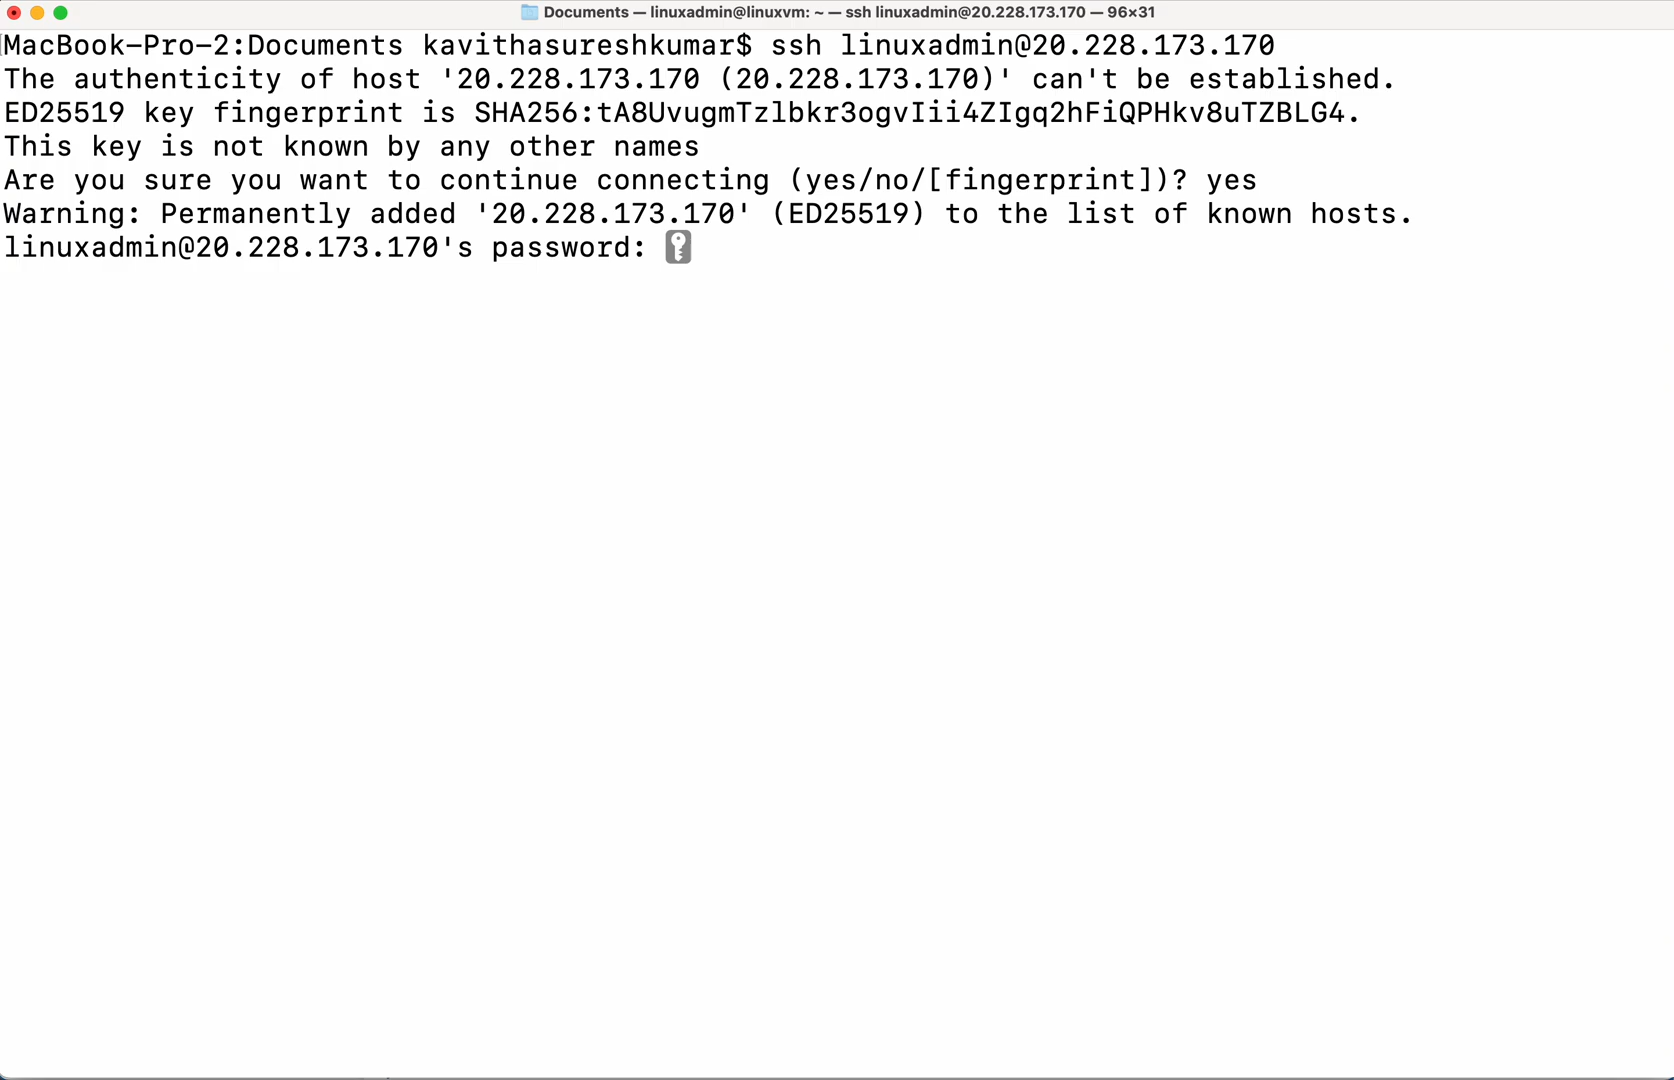 Documents — linuxadmin@linuxvm: ~ — ssh linuxadmin@20.228.173.170 — 96×31
MacBook-Pro-2:Documents kavithasureshkumar$ ssh linuxadmin@20.228.173.170
The authenticity of host '20.228.173.170 (20.228.173.170)' can't be established.
ED25519 key fingerprint is SHA256:tA8UvugmTzlbkr3ogvIii4ZIgq2hFiQPHkv8uTZBLG4.
This key is not known by any other names
Are you sure you want to continue connecting (yes/no/[fingerprint])? yes
Warning: Permanently added '20.228.173.170' (ED25519) to the list of known hosts.
linuxadmin@20.228.173.170's password: